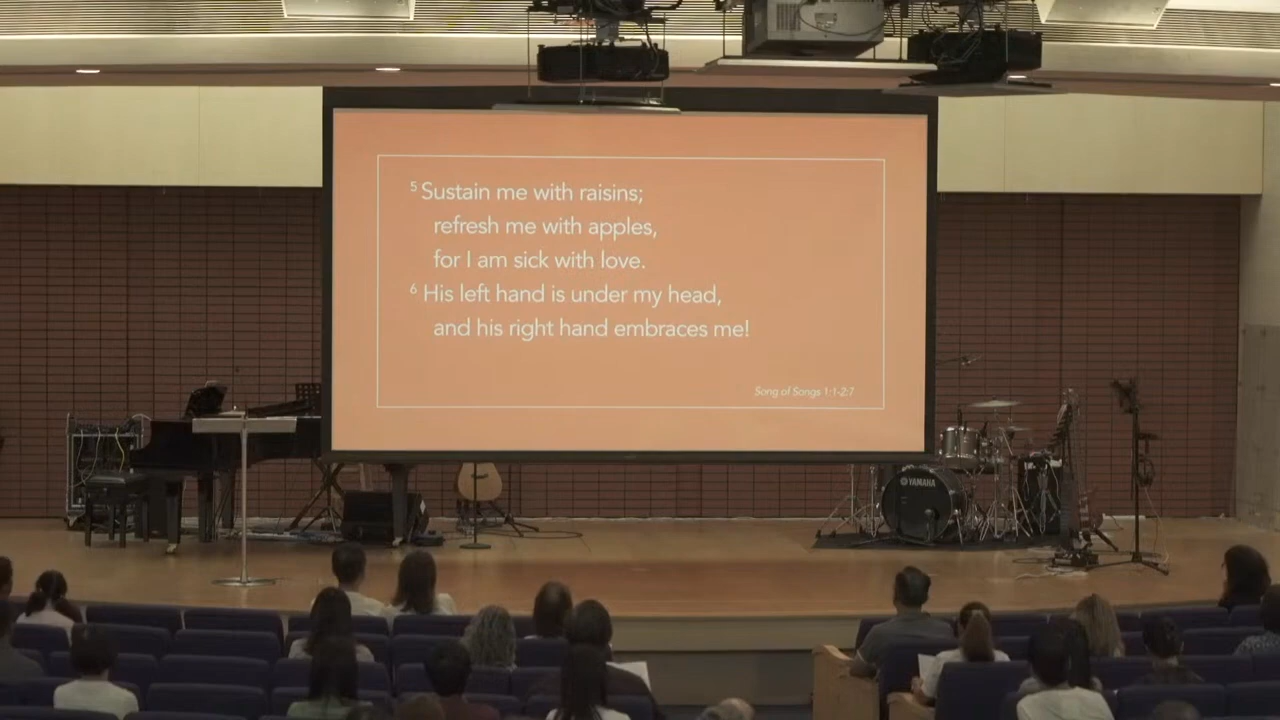 5 Sustain me with raisins;
refresh me with apples,
for I am sick with love.
6 His left hand is under my head,
and his right hand embraces me!
Song of Songs 1:1-2:7
YAMAHA